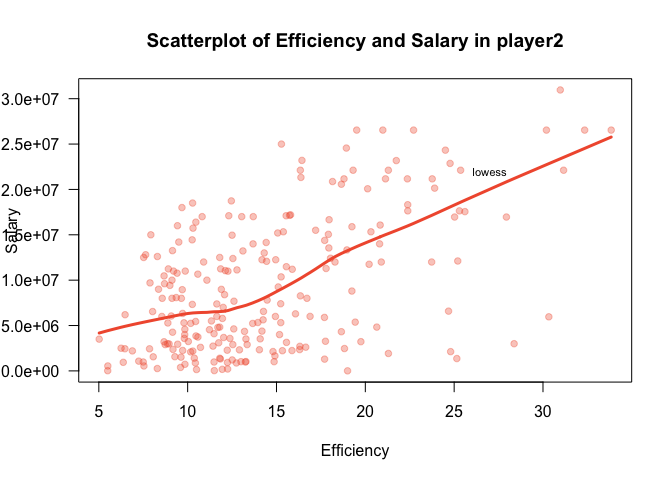 Scatterplot of Efficiency and Salary in player2
3.0e+07
2.5e+07
2.0e+07
1.5e+07
1.0e+07
5.0e+06
0.0e+00
Salary
lowess
5 10 15 20 25 30
Efficiency